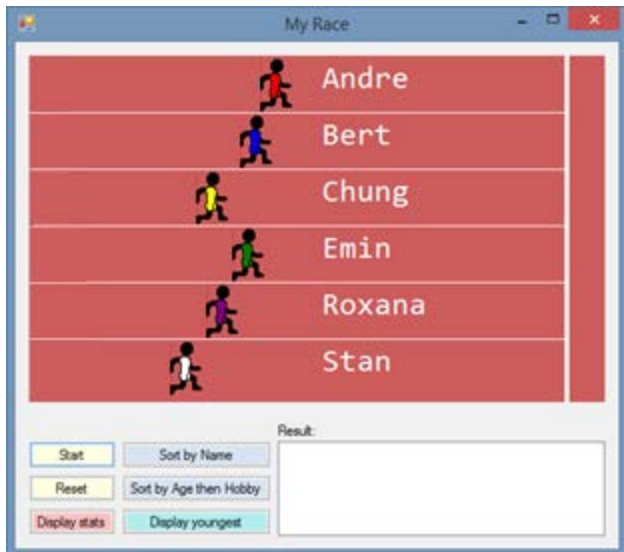 My Race
Andre
Bert
Chung
Emin
Roxana
Stan
Result:
Start
Sort by Name
Reset
Sort by Age then Hobby
Display stats
Display youngest